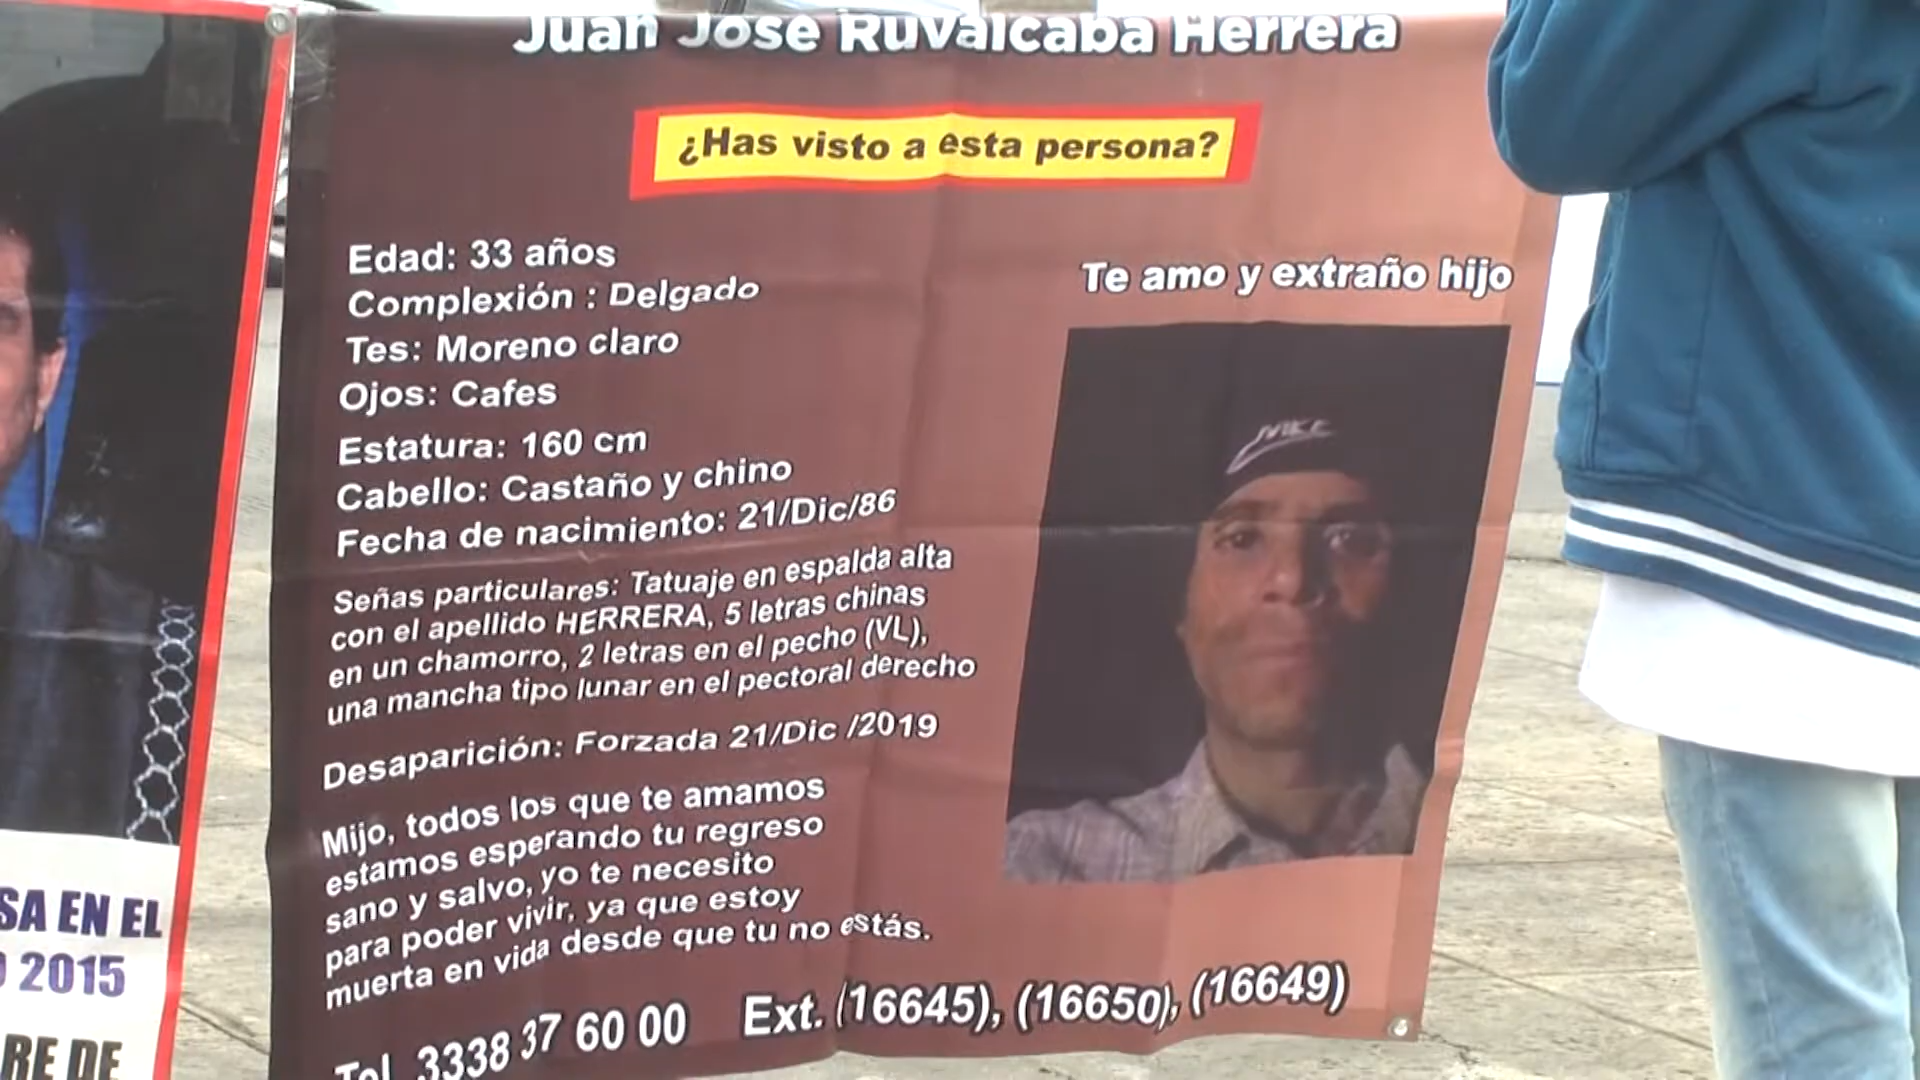 Juan Jose Ruvalcaba Herrera
¿Has visto a esta persona?
Edad: 33 años
Complexión : Delgado
Tes: Moreno claro
Ojos: Cafes
Estatura: 160 cm
Cabello: Castaño y chino
Fecha de nacimiento: 21/Dic/86
Señas particulares: Tatuaje en espalda alta
con el apellido HERRERA, 5 letras chinas
en un chamorro, 2 letras en el pecho (VL),
una mancha tipo lunar en el pectoral derecho
Desaparición: Forzada 21/Dic /2019
Mijo, todos los que te amamos
estamos esperando tu regreso
sano y salvo, yo te necesito
para poder vivir, ya que estoy
muerta en vida desde que tu no estás.
Te amo y extraño hijo
NIKE
Tel. 3338 37 60 00 Ext. (16645), (16650), (16649)
SA EN EL
2015
RE DE